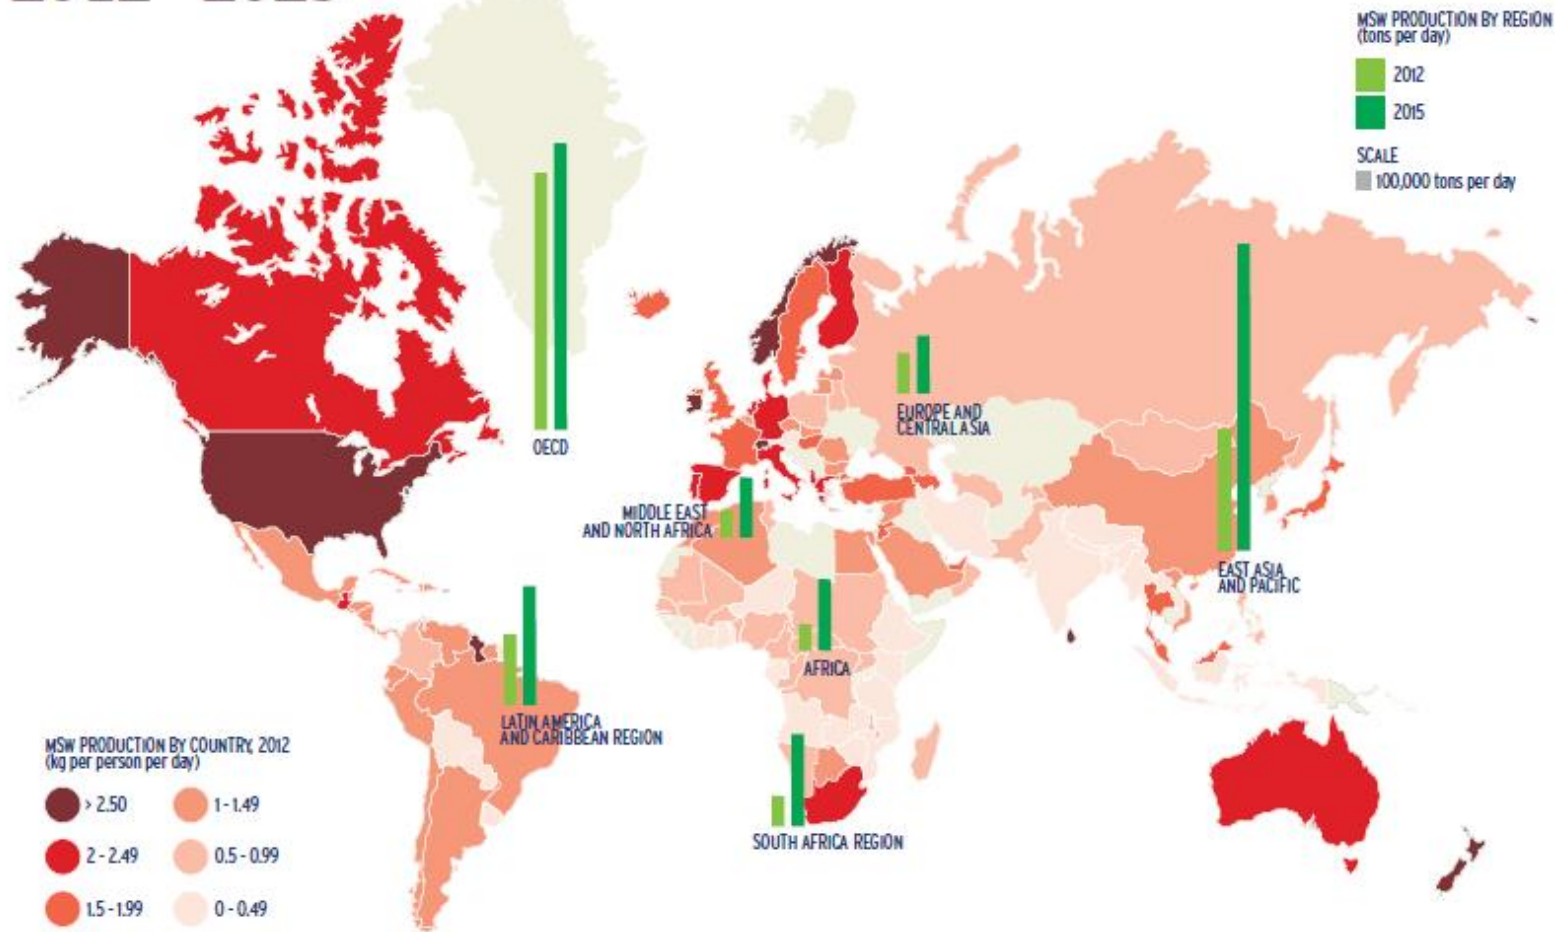 MSW PRODUCTION BY REGION
(tons per day)
2012
2015
SCALE
100,000 tons per day
OECD
EUROPE AND
CENTRAL ASIA
MIDDLE EAST
AND NORTH AFRICA
EAST ASIA
AND PACIFIC
AFRICA
LATIN AMERICA
AND CARIBBEAN REGION
SOUTH AFRICA REGION
MSW PRODUCTION BY COUNTRY, 2012
(kg per person per day)
> 2.50
1 - 1.49
2 - 2.49
0.5 - 0.99
1.5 - 1.99
0 - 0.49